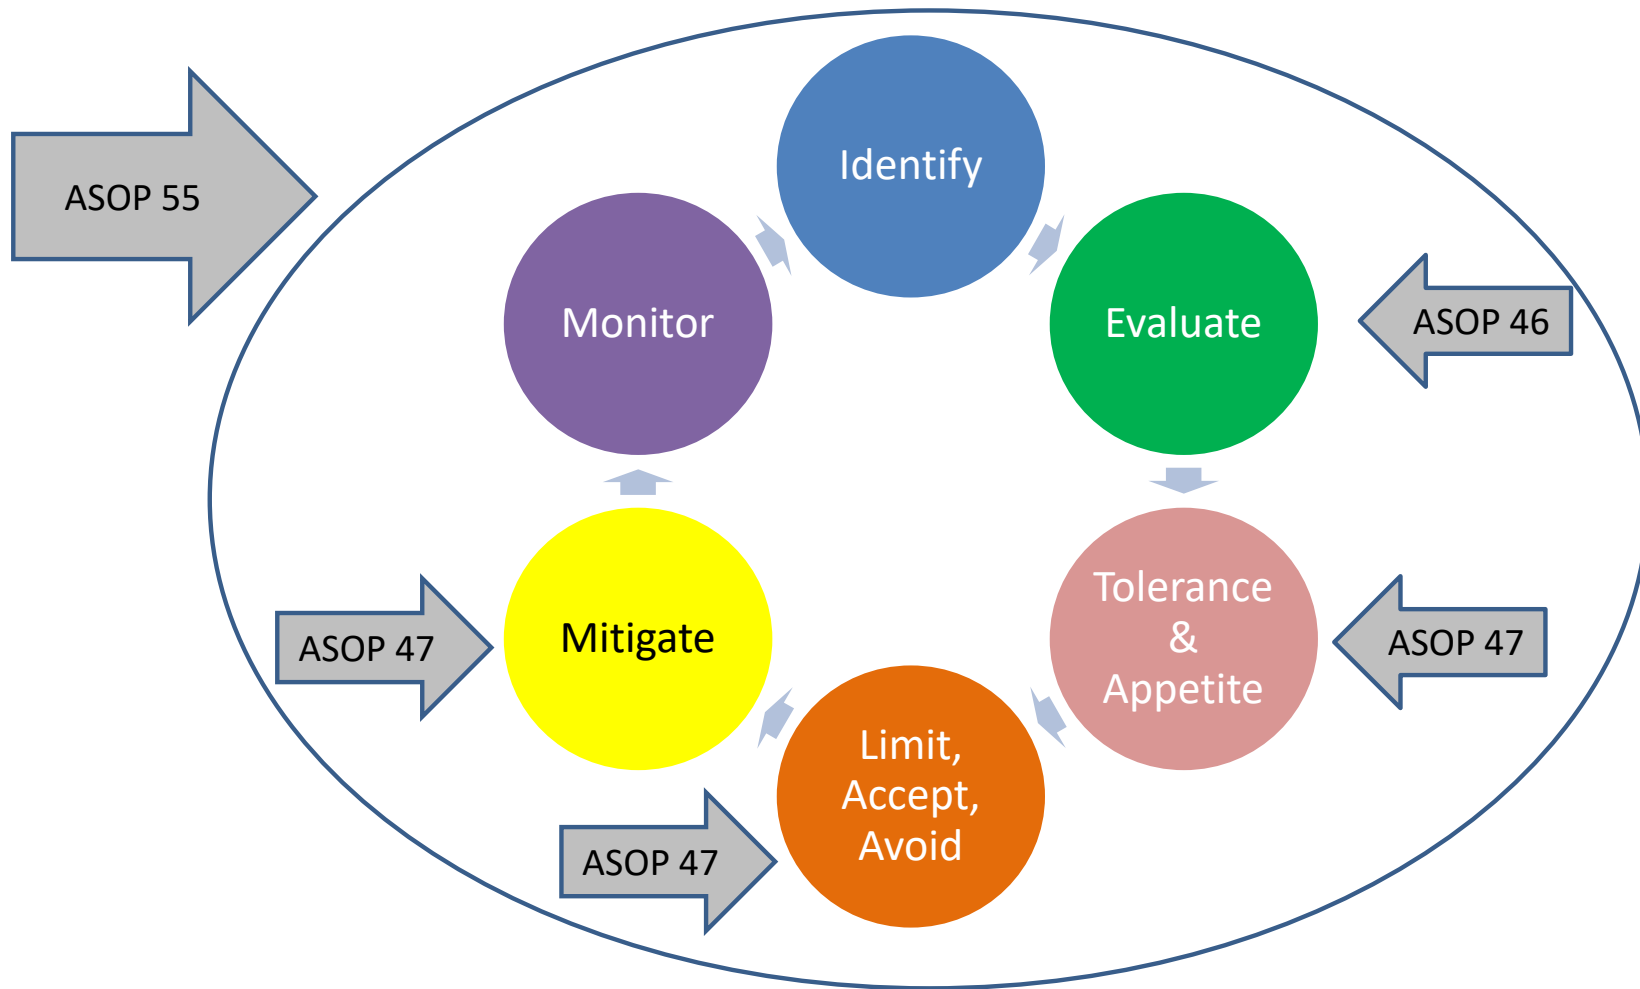 Identify
ASOP 55
Monitor
Evaluate
ASOP 46
Tolerance
&
Appetite
ASOP 47
Mitigate
ASOP 47
Limit,
Accept,
Avoid
ASOP 47